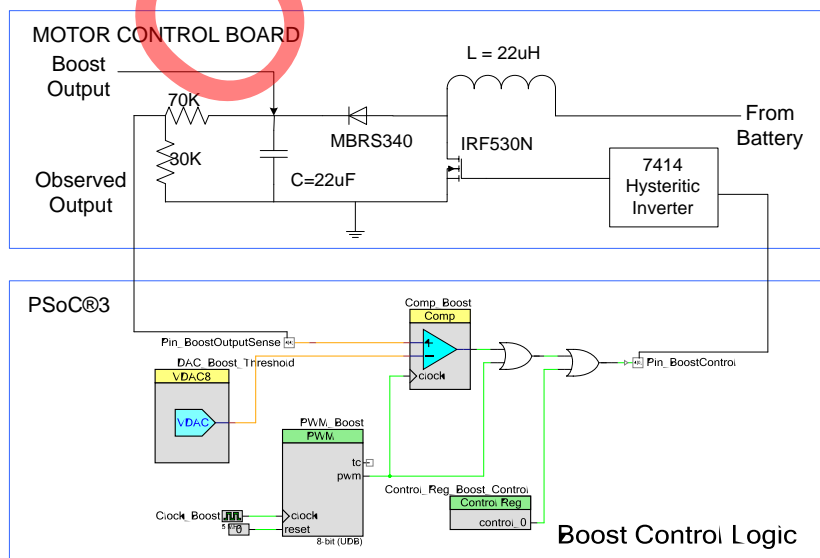 MOTOR CONTROL BOARD
L = 22uH
Boost
Output
70K
From
Battery
MBRS340
IRF530N
30K
7414
Hysteritic
Inverter
Observed
Output
C=22uF
PSoC®3
Comp_Boost
Comp
Pin_BoostOutputSense
Pin_BoostControl
DAC_Boost_Threshold
VDAC8
clock
VDAC
PWM_Boost
PWM
tc
pwm
Control_Reg_Boost_Control
Control Reg
Clock_Boost
clock
control_0
0
reset
8-bit (UDB)
Boost Control Logic